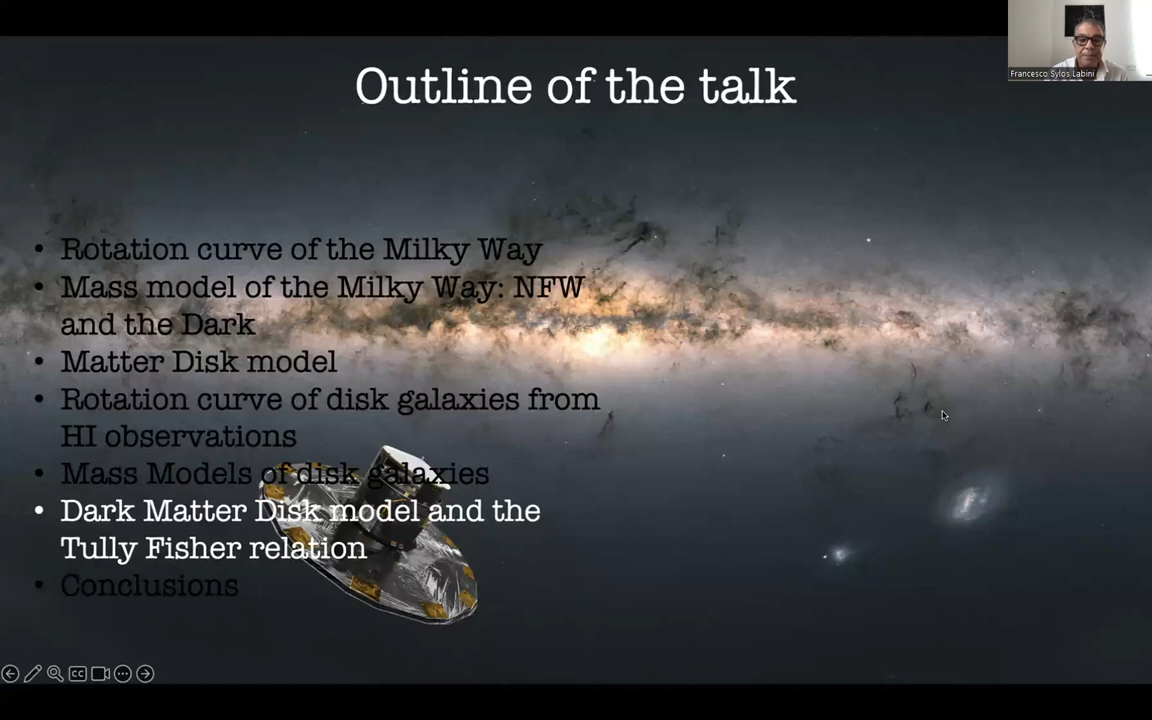 Francesco Sylos Labini
Outline of the talk
• Rotation curve of the Milky Way
• Mass model of the Milky Way: NFW
and the Dark
• Matter Disk model
• Rotation curve of disk galaxies from
HI observations
• Mass Models of disk galaxies
• Dark Matter Disk model and the
Tully Fisher relation
• Conclusions
CC